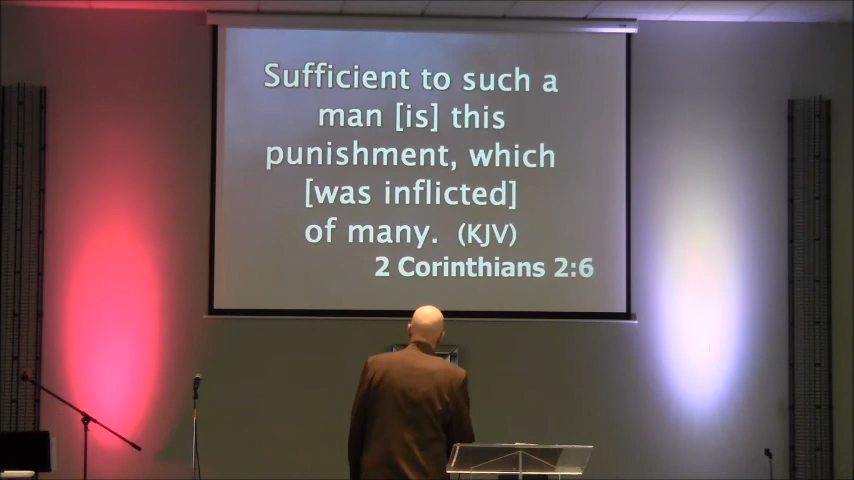 Sufficient to such a
man [is] this
punishment, which
[was inflicted]
of many. (KJV)
2 Corinthians 2:6